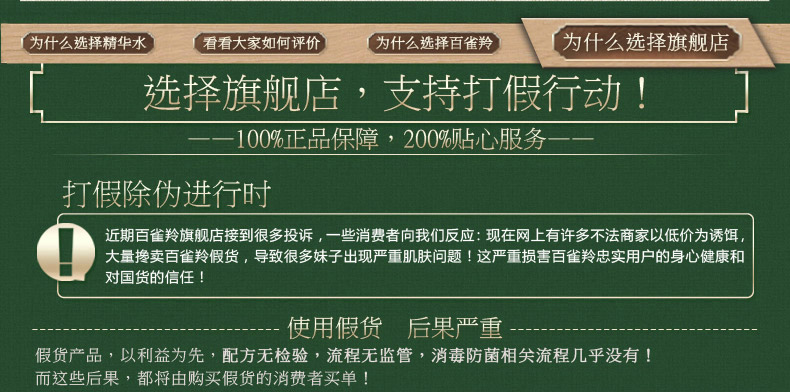 为什么选择精华水
看看大家如何评价
为什么选择百雀羚
为什么选择旗舰店
选择旗舰店，支持打假行动！
——100%正品保障，200%贴心服务——
打假除伪进行时
近期百雀羚旗舰店接到很多投诉，一些消费者向我们反应：现在网上有许多不法商家以低价为诱饵，
大量搀卖百雀羚假货，导致很多妹子出现严重肌肤问题！这严重损害百雀羚忠实用户的身心健康和
对国货的信任！
使用假货 后果严重
假货产品，以利益为先，配方无检验，流程无监管，消毒防菌相关流程几乎没有！
而这些后果，都将由购买假货的消费者买单！